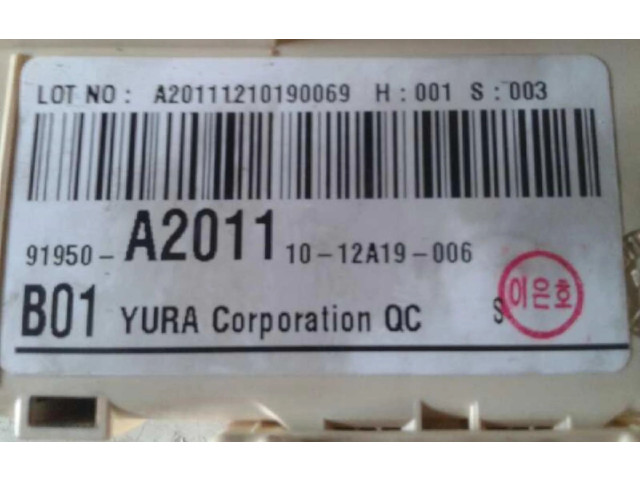 LOT NO : A20111210190069 H : 001 S : 003
91950- A2011 10-12A19-006
B01 YURA Corporation QC S
이은호